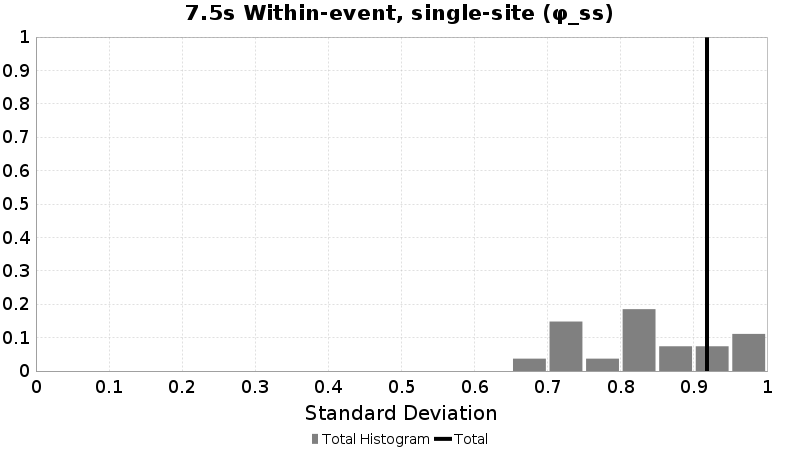 7.5s Within-event, single-site (φ_ss)
1
0.9
0.8
0.7
0.6
0.5
0.4
0.3
0.2
0.1
0
0 0.1 0.2 0.3 0.4 0.5 0.6 0.7 0.8 0.9 1
Standard Deviation
Total Histogram Total